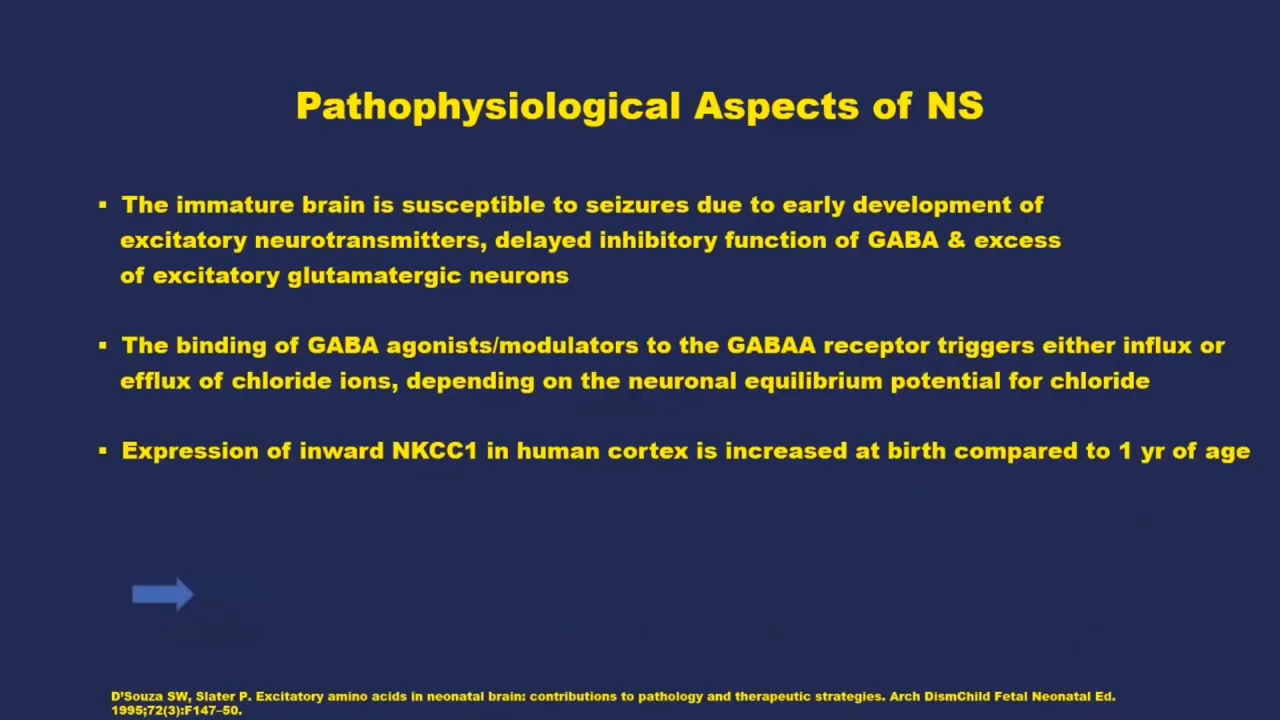 Pathophysiological Aspects of NS
▪ The immature brain is susceptible to seizures due to early development of
excitatory neurotransmitters, delayed inhibitory function of GABA & excess
of excitatory glutamatergic neurons
▪ The binding of GABA agonists/modulators to the GABAA receptor triggers either influx or
efflux of chloride ions, depending on the neuronal equilibrium potential for chloride
▪ Expression of inward NKCC1 in human cortex is increased at birth compared to 1 yr of age
D’Souza SW, Slater P. Excitatory amino acids in neonatal brain: contributions to pathology and therapeutic strategies. Arch DismChild Fetal Neonatal Ed.
1995;72(3):F147–50.